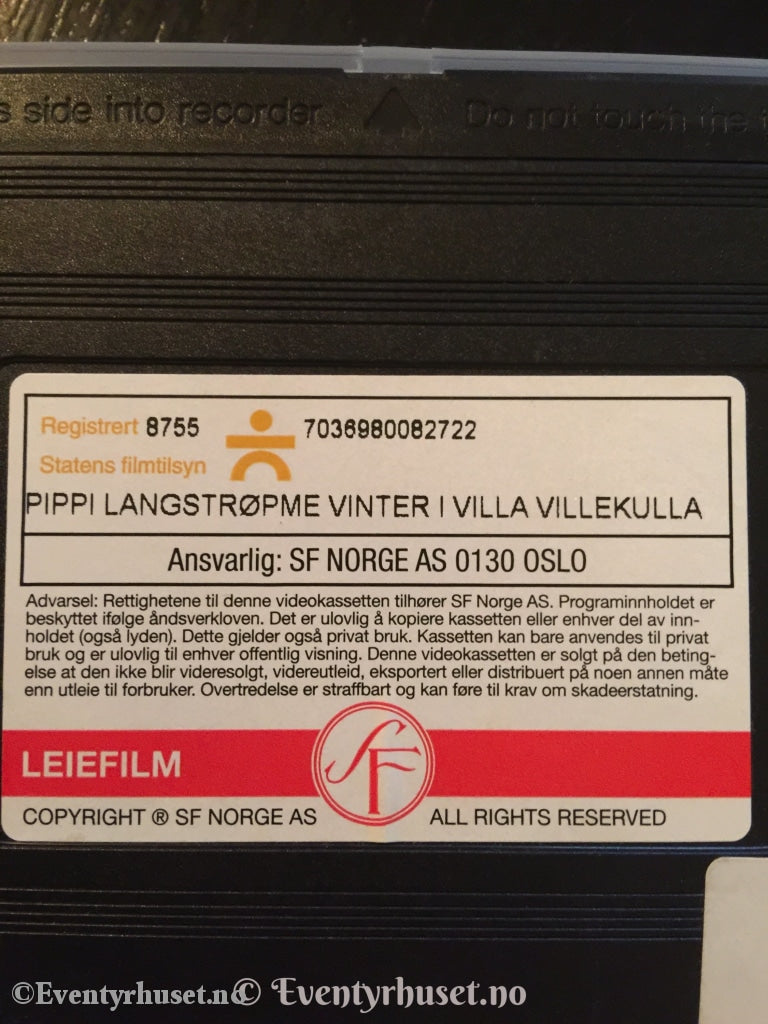 s side into recorder Do not touch the t
Registrert 8755 7036980082722
Statens filmtilsyn
PIPPI LANGSTRØPME VINTER I VILLA VILLEKULLA
Ansvarlig: SF NORGE AS 0130 OSLO
Advarsel: Rettighetene til denne videokassetten tilhører SF Norge AS. Programinnholdet er
beskyttet ifølge åndsverkloven. Det er ulovlig å kopiere kassetten eller enhver del av inn-
holdet (også lyden). Dette gjelder også privat bruk. Kassetten kan bare anvendes til privat
bruk og er ulovlig til enhver offentlig visning. Denne videokassetten er solgt på den beting-
else at den ikke blir videresolgt, videreutleid, eksportert eller distribuert på noen annen måte
enn utleie til forbruker. Overtredelse er straffbart og kan føre til krav om skadeerstatning.
LEIEFILM SF
COPYRIGHT ® SF NORGE AS ALL RIGHTS RESERVED
©Eventyrhuset.no © Eventyrhuset.no